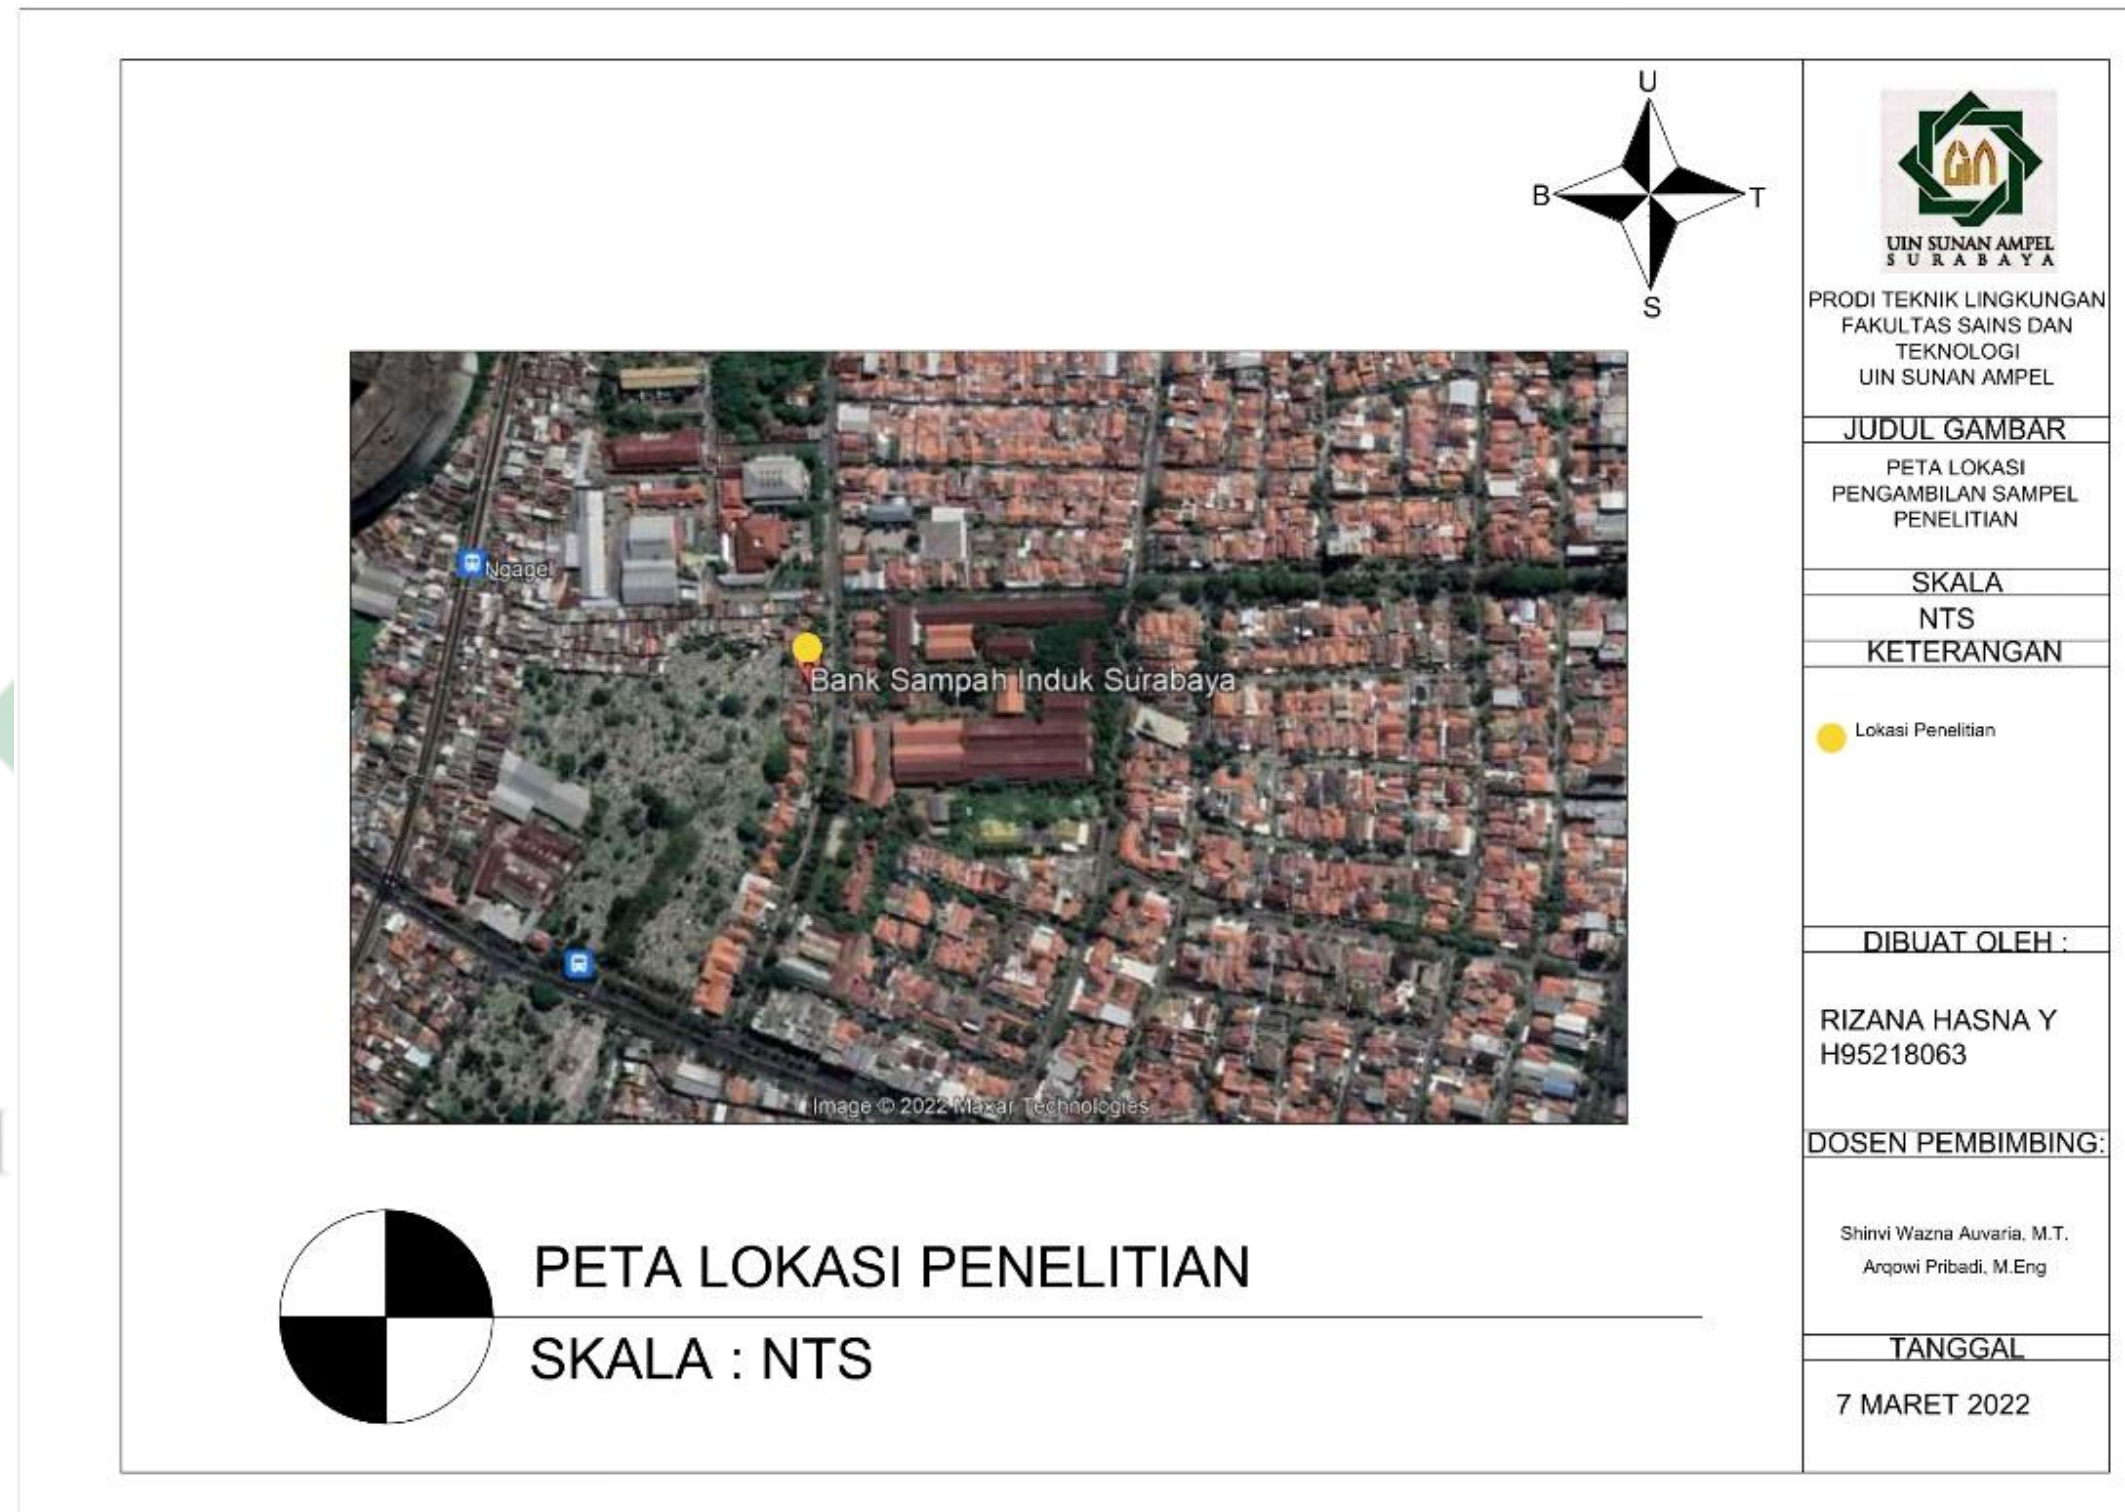 U
B
T
S
Ngagel
Bank Sampah Induk Surabaya
Image © 2022 Maxar Technologies
PETA LOKASI PENELITIAN
SKALA : NTS
UIN SUNAN AMPEL
SURABAYA
PRODI TEKNIK LINGKUNGAN
FAKULTAS SAINS DAN
TEKNOLOGI
UIN SUNAN AMPEL
JUDUL GAMBAR
PETA LOKASI
PENGAMBILAN SAMPEL
PENELITIAN
SKALA
NTS
KETERANGAN
Lokasi Penelitian
DIBUAT OLEH :
RIZANA HASNA Y
H95218063
DOSEN PEMBIMBING:
Shinvi Wazna Auvaria, M.T.
Arqowi Pribadi, M.Eng
TANGGAL
7 MARET 2022